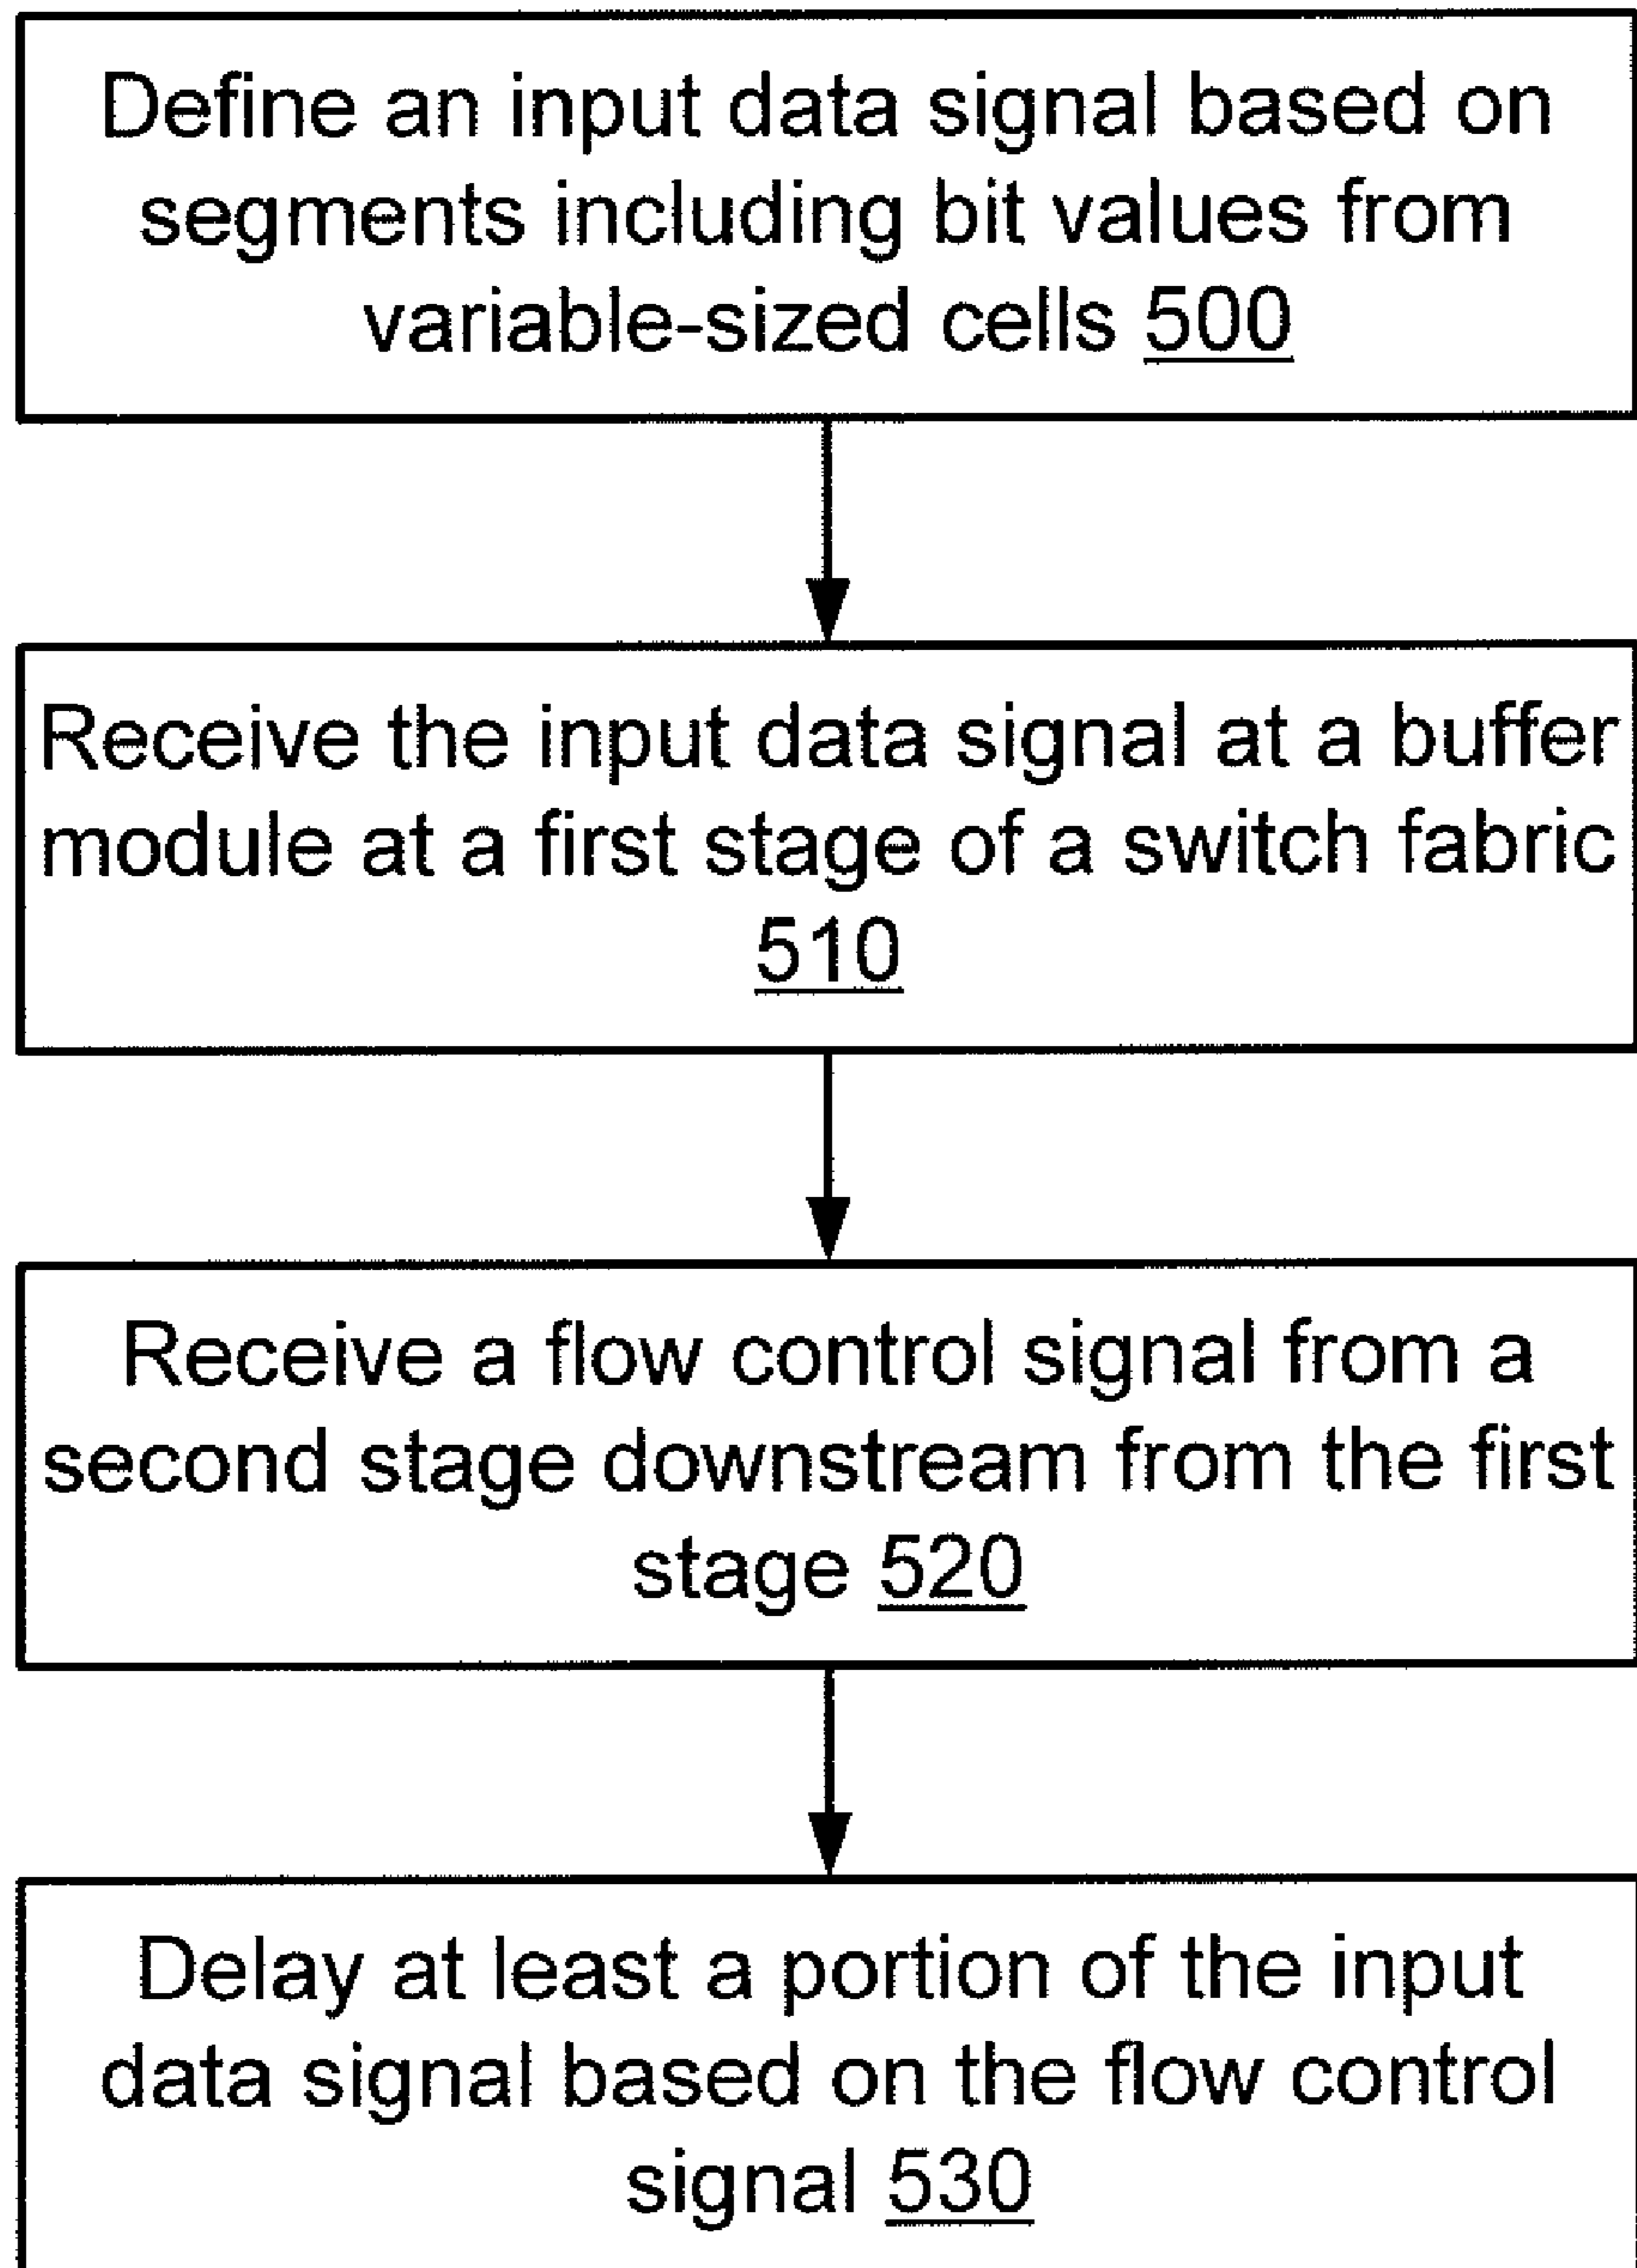 Define an input data signal based on
segments including bit values from
variable-sized cells 500
Receive the input data signal at a buffer
module at a first stage of a switch fabric
510
Receive a flow control signal from a
second stage downstream from the first
stage 520
Delay at least a portion of the input
data signal based on the flow control
signal 530